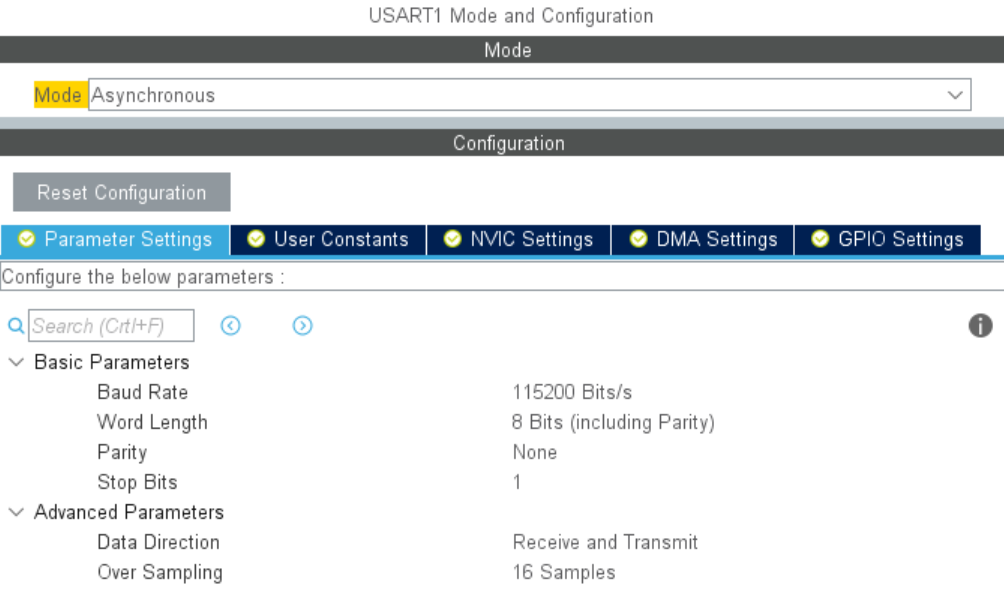 USART1 Mode and Configuration
Mode
Mode Asynchronous
Configuration
Reset Configuration
Parameter Settings User Constants NVIC Settings DMA Settings GPIO Settings
Configure the below parameters :
Search (Crtl+F)
Basic Parameters
Baud Rate 115200 Bits/s
Word Length 8 Bits (including Parity)
Parity None
Stop Bits 1
Advanced Parameters
Data Direction Receive and Transmit
Over Sampling 16 Samples